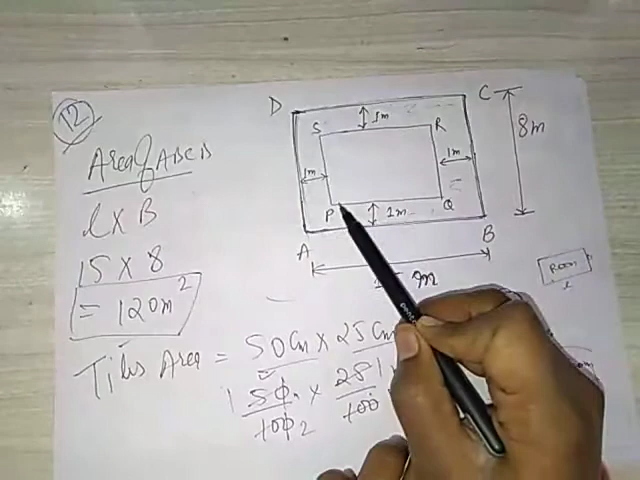 12
Area of ABCD
l X B
15 X 8
= 120m²
D
C
S
R
1m
1m
1m
8m
P
Q
1m
A
B
m
ROOM
l
Tiles Area = 50Cm X 25Cm
50 X 25
100 2 100